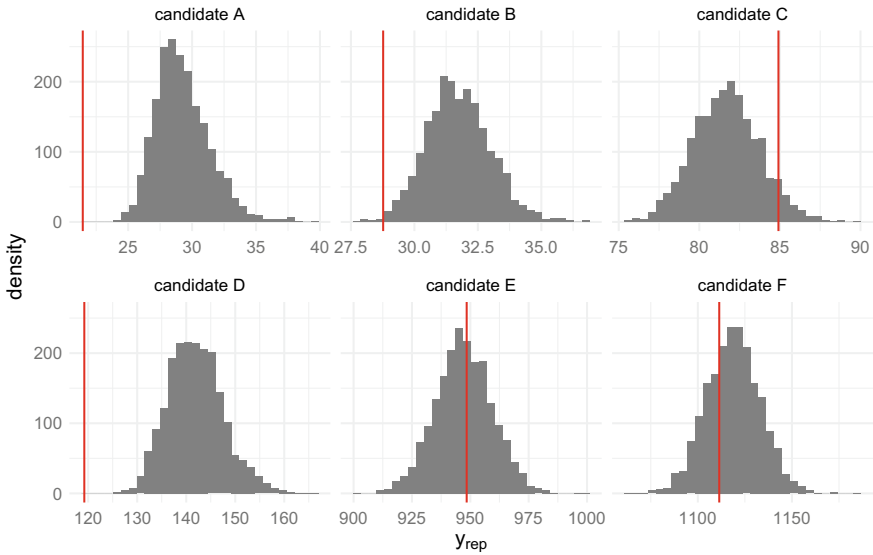 candidate A candidate B candidate C
200
100
0
25 30 35 40 27.5 30.0 32.5 35.0 75 80 85 90
density
candidate D candidate E candidate F
200
100
0
120 130 140 150 160 900 925 950 975 1000 1100 1150
yrep